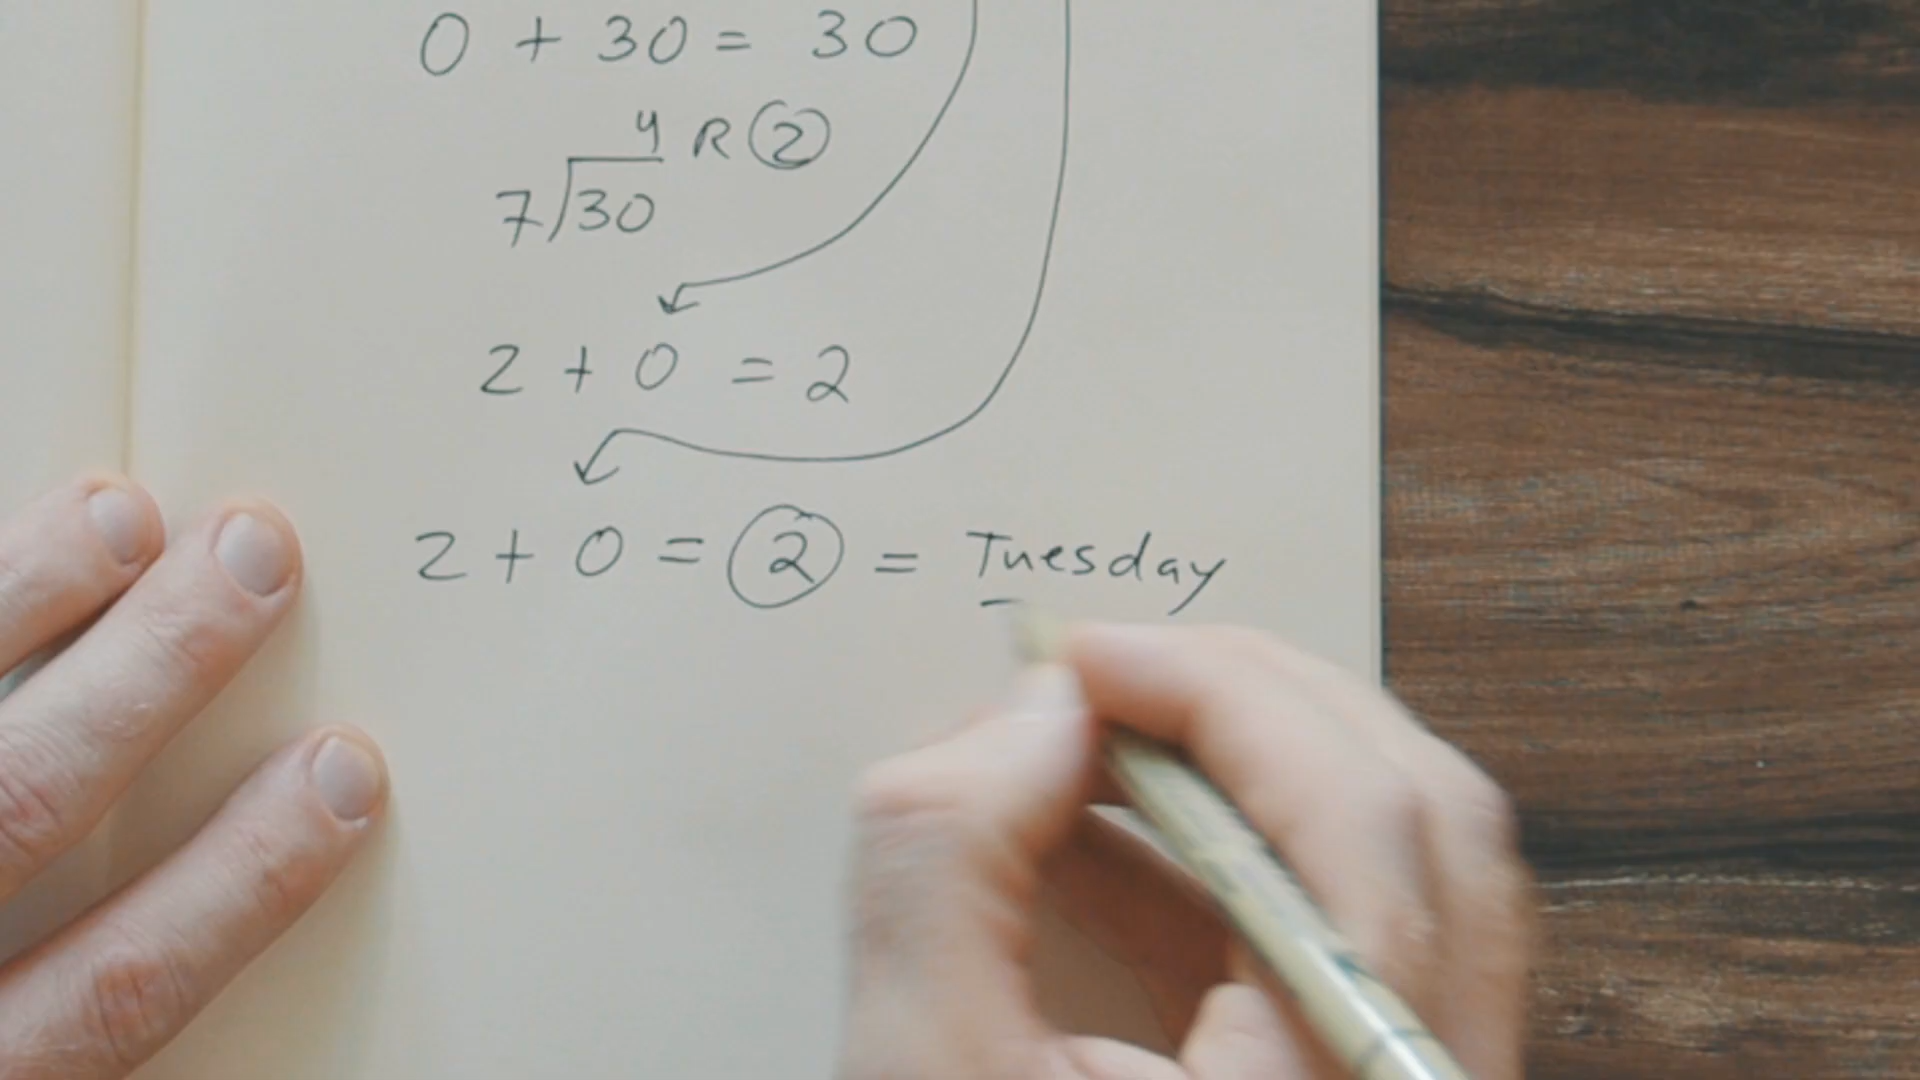 0 + 30 = 30
4 R 2
7)30
2 + 0 = 2
2 + 0 = 2 = Tuesday